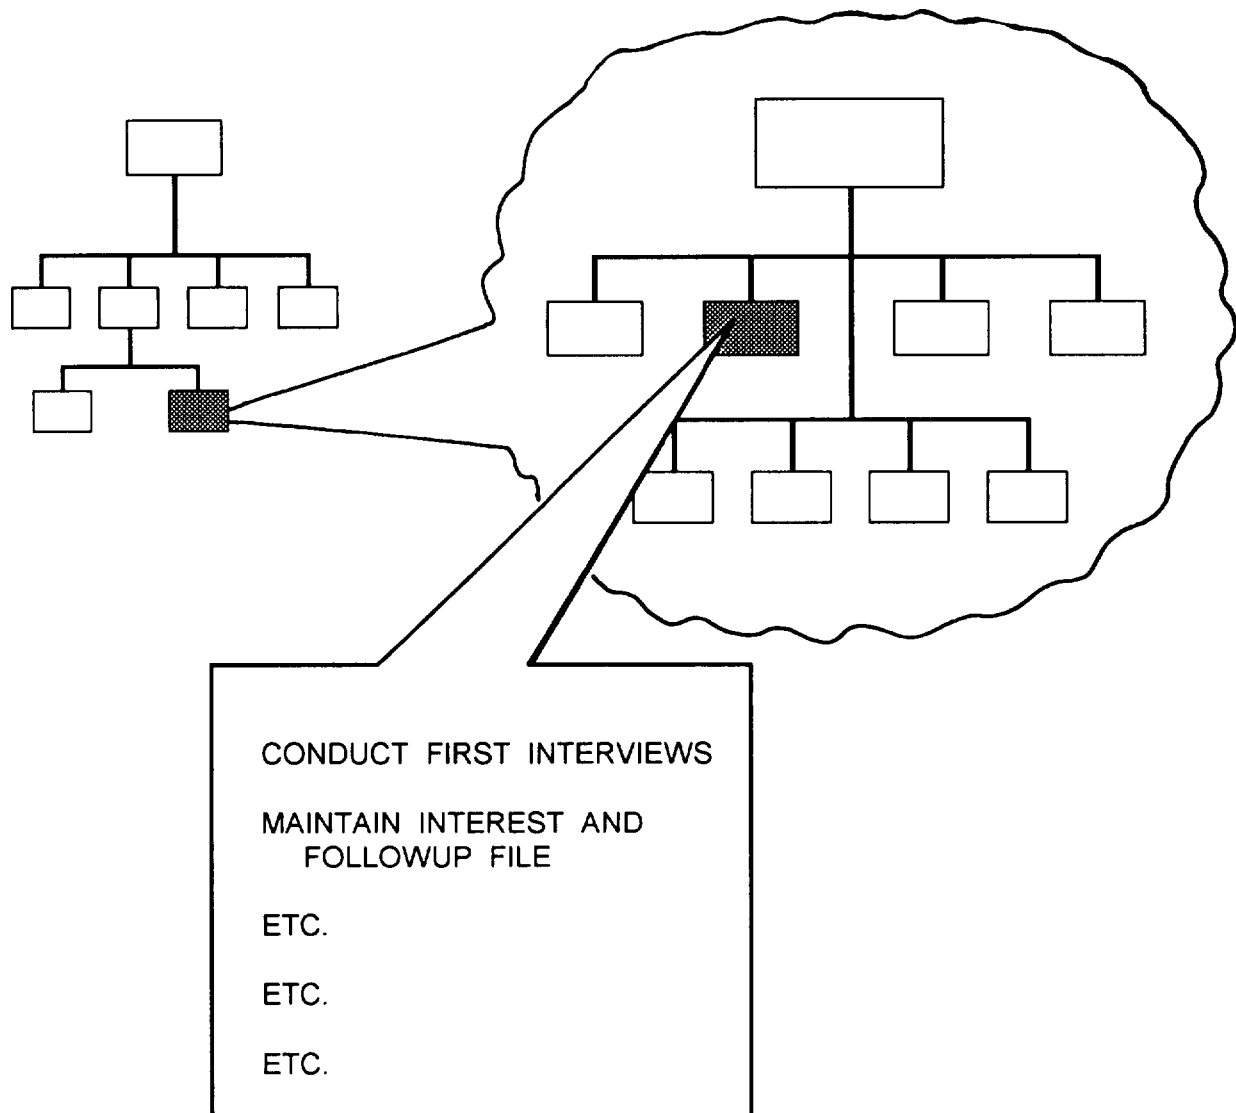 CONDUCT FIRST INTERVIEWS
MAINTAIN INTEREST AND
FOLLOWUP FILE
ETC.
ETC.
ETC.